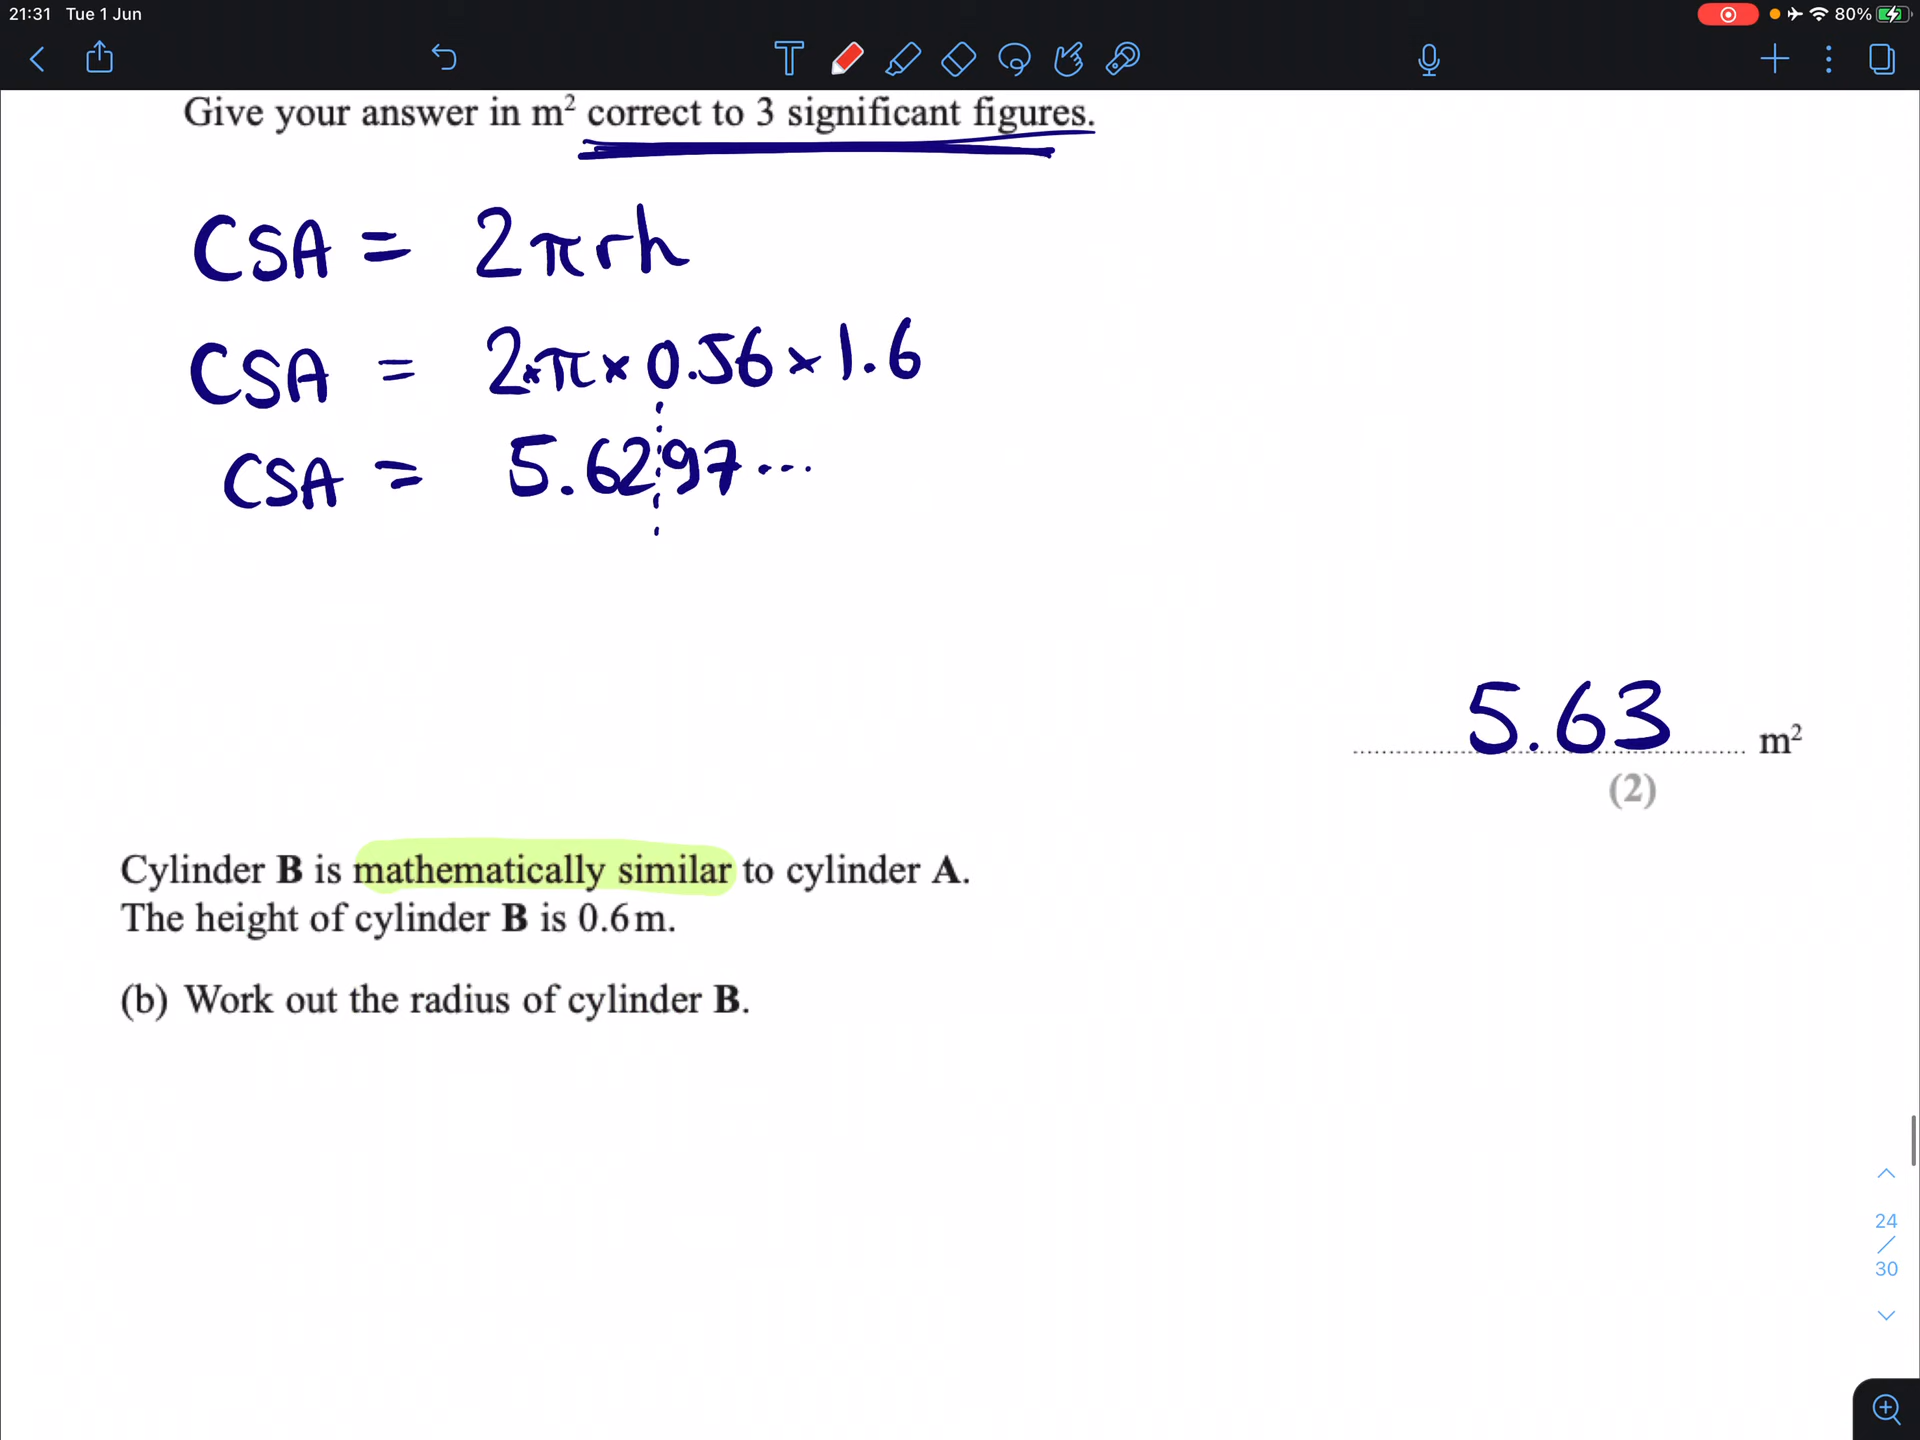 21:31 Tue 1 Jun
80%
T
Give your answer in m² correct to 3 significant figures.
CSA = 2πrh
CSA = 2×π×0.56×1.6
CSA = 5.6297...
5.63 m²
(2)
Cylinder B is mathematically similar to cylinder A.
The height of cylinder B is 0.6 m.
(b) Work out the radius of cylinder B.
24
/
30